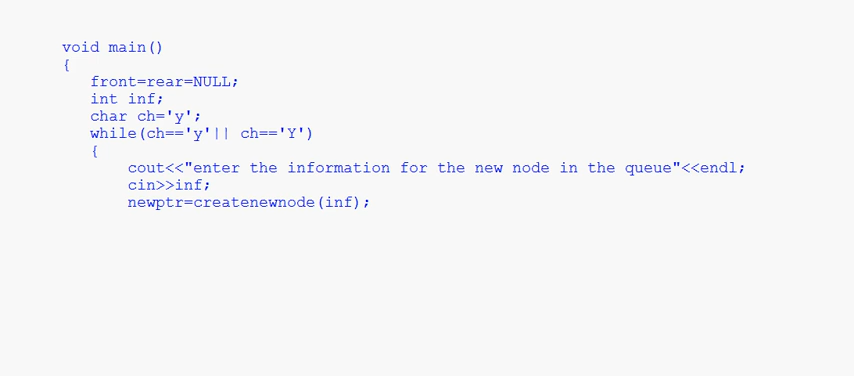 void main()
{
front=rear=NULL;
int inf;
char ch='y';
while(ch=='y'|| ch=='Y')
{
cout<<"enter the information for the new node in the queue"<<endl;
cin>>inf;
newptr=createnewnode(inf);